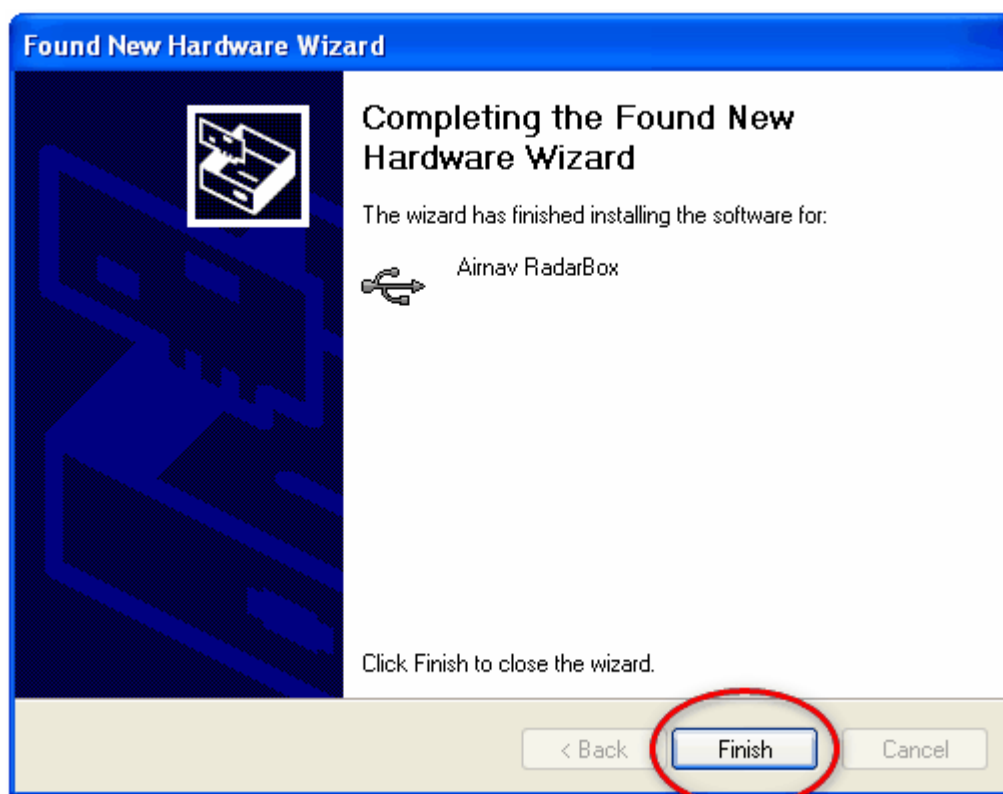 Found New Hardware Wizard
Completing the Found New
Hardware Wizard
The wizard has finished installing the software for:
Airnav RadarBox
Click Finish to close the wizard.
< Back Finish Cancel